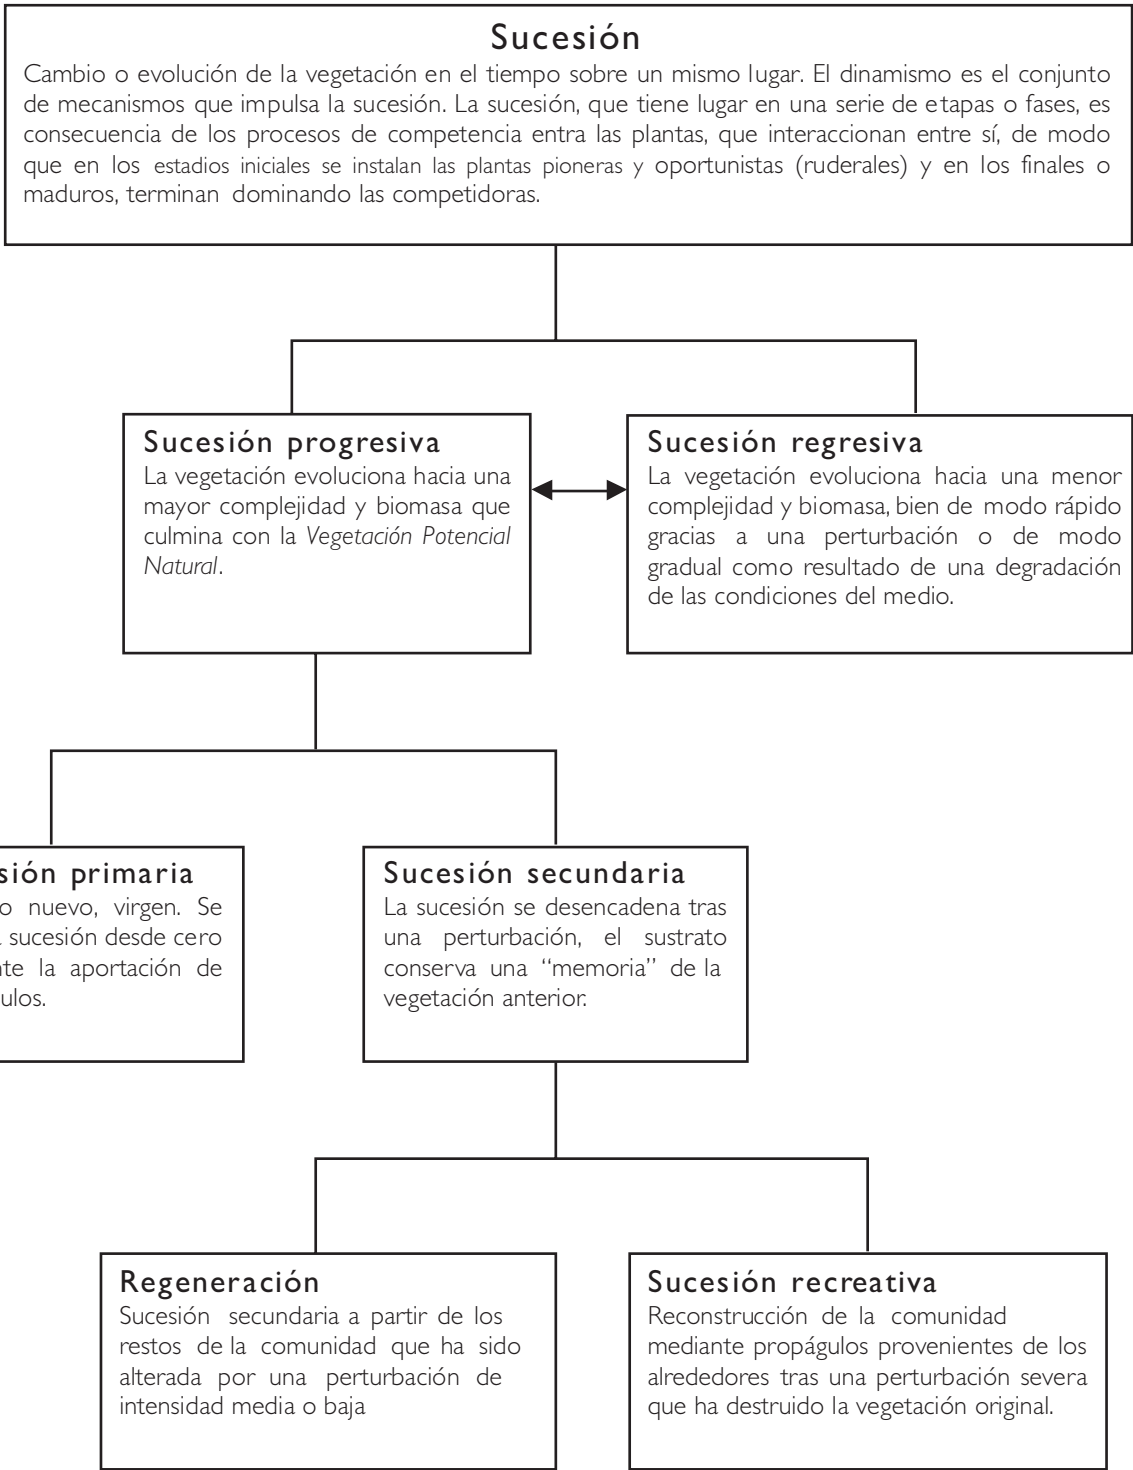 Sucesión
Cambio o evolución de la vegetación en el tiempo sobre un mismo lugar. El dinamismo es el conjunto
de mecanismos que impulsa la sucesión. La sucesión, que tiene lugar en una serie de etapas o fases, es
consecuencia de los procesos de competencia entra las plantas, que interaccionan entre sí, de modo
que en los estadios iniciales se instalan las plantas pioneras y oportunistas (ruderales) y en los finales o
maduros, terminan dominando las competidoras.
Sucesión progresiva
La vegetación evoluciona hacia una
mayor complejidad y biomasa que
culmina con la Vegetación Potencial
Natural.
Sucesión regresiva
La vegetación evoluciona hacia una menor
complejidad y biomasa, bien de modo rápido
gracias a una perturbación o de modo
gradual como resultado de una degradación
de las condiciones del medio.
sión primaria
o nuevo, virgen. Se
sucesión desde cero
nte la aportación de
ulos.
Sucesión secundaria
La sucesión se desencadena tras
una perturbación, el sustrato
conserva una “memoria” de la
vegetación anterior.
Regeneración
Sucesión secundaria a partir de los
restos de la comunidad que ha sido
alterada por una perturbación de
intensidad media o baja
Sucesión recreativa
Reconstrucción de la comunidad
mediante propágulos provenientes de los
alrededores tras una perturbación severa
que ha destruido la vegetación original.